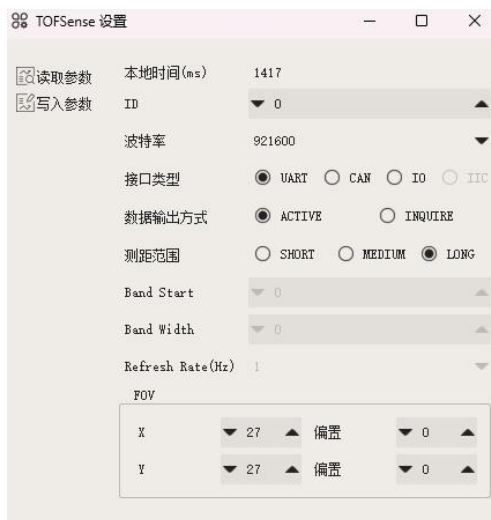 TOFSense 设置
读取参数
写入参数
本地时间(ms) 1417
ID 0
波特率 921600
接口类型 UART CAN IO IIC
数据输出方式 ACTIVE INQUIRE
测距范围 SHORT MEDIUM LONG
Band Start 0
Band Width 0
Refresh Rate(Hz) 1
FOV
X 27 偏置 0
Y 27 偏置 0